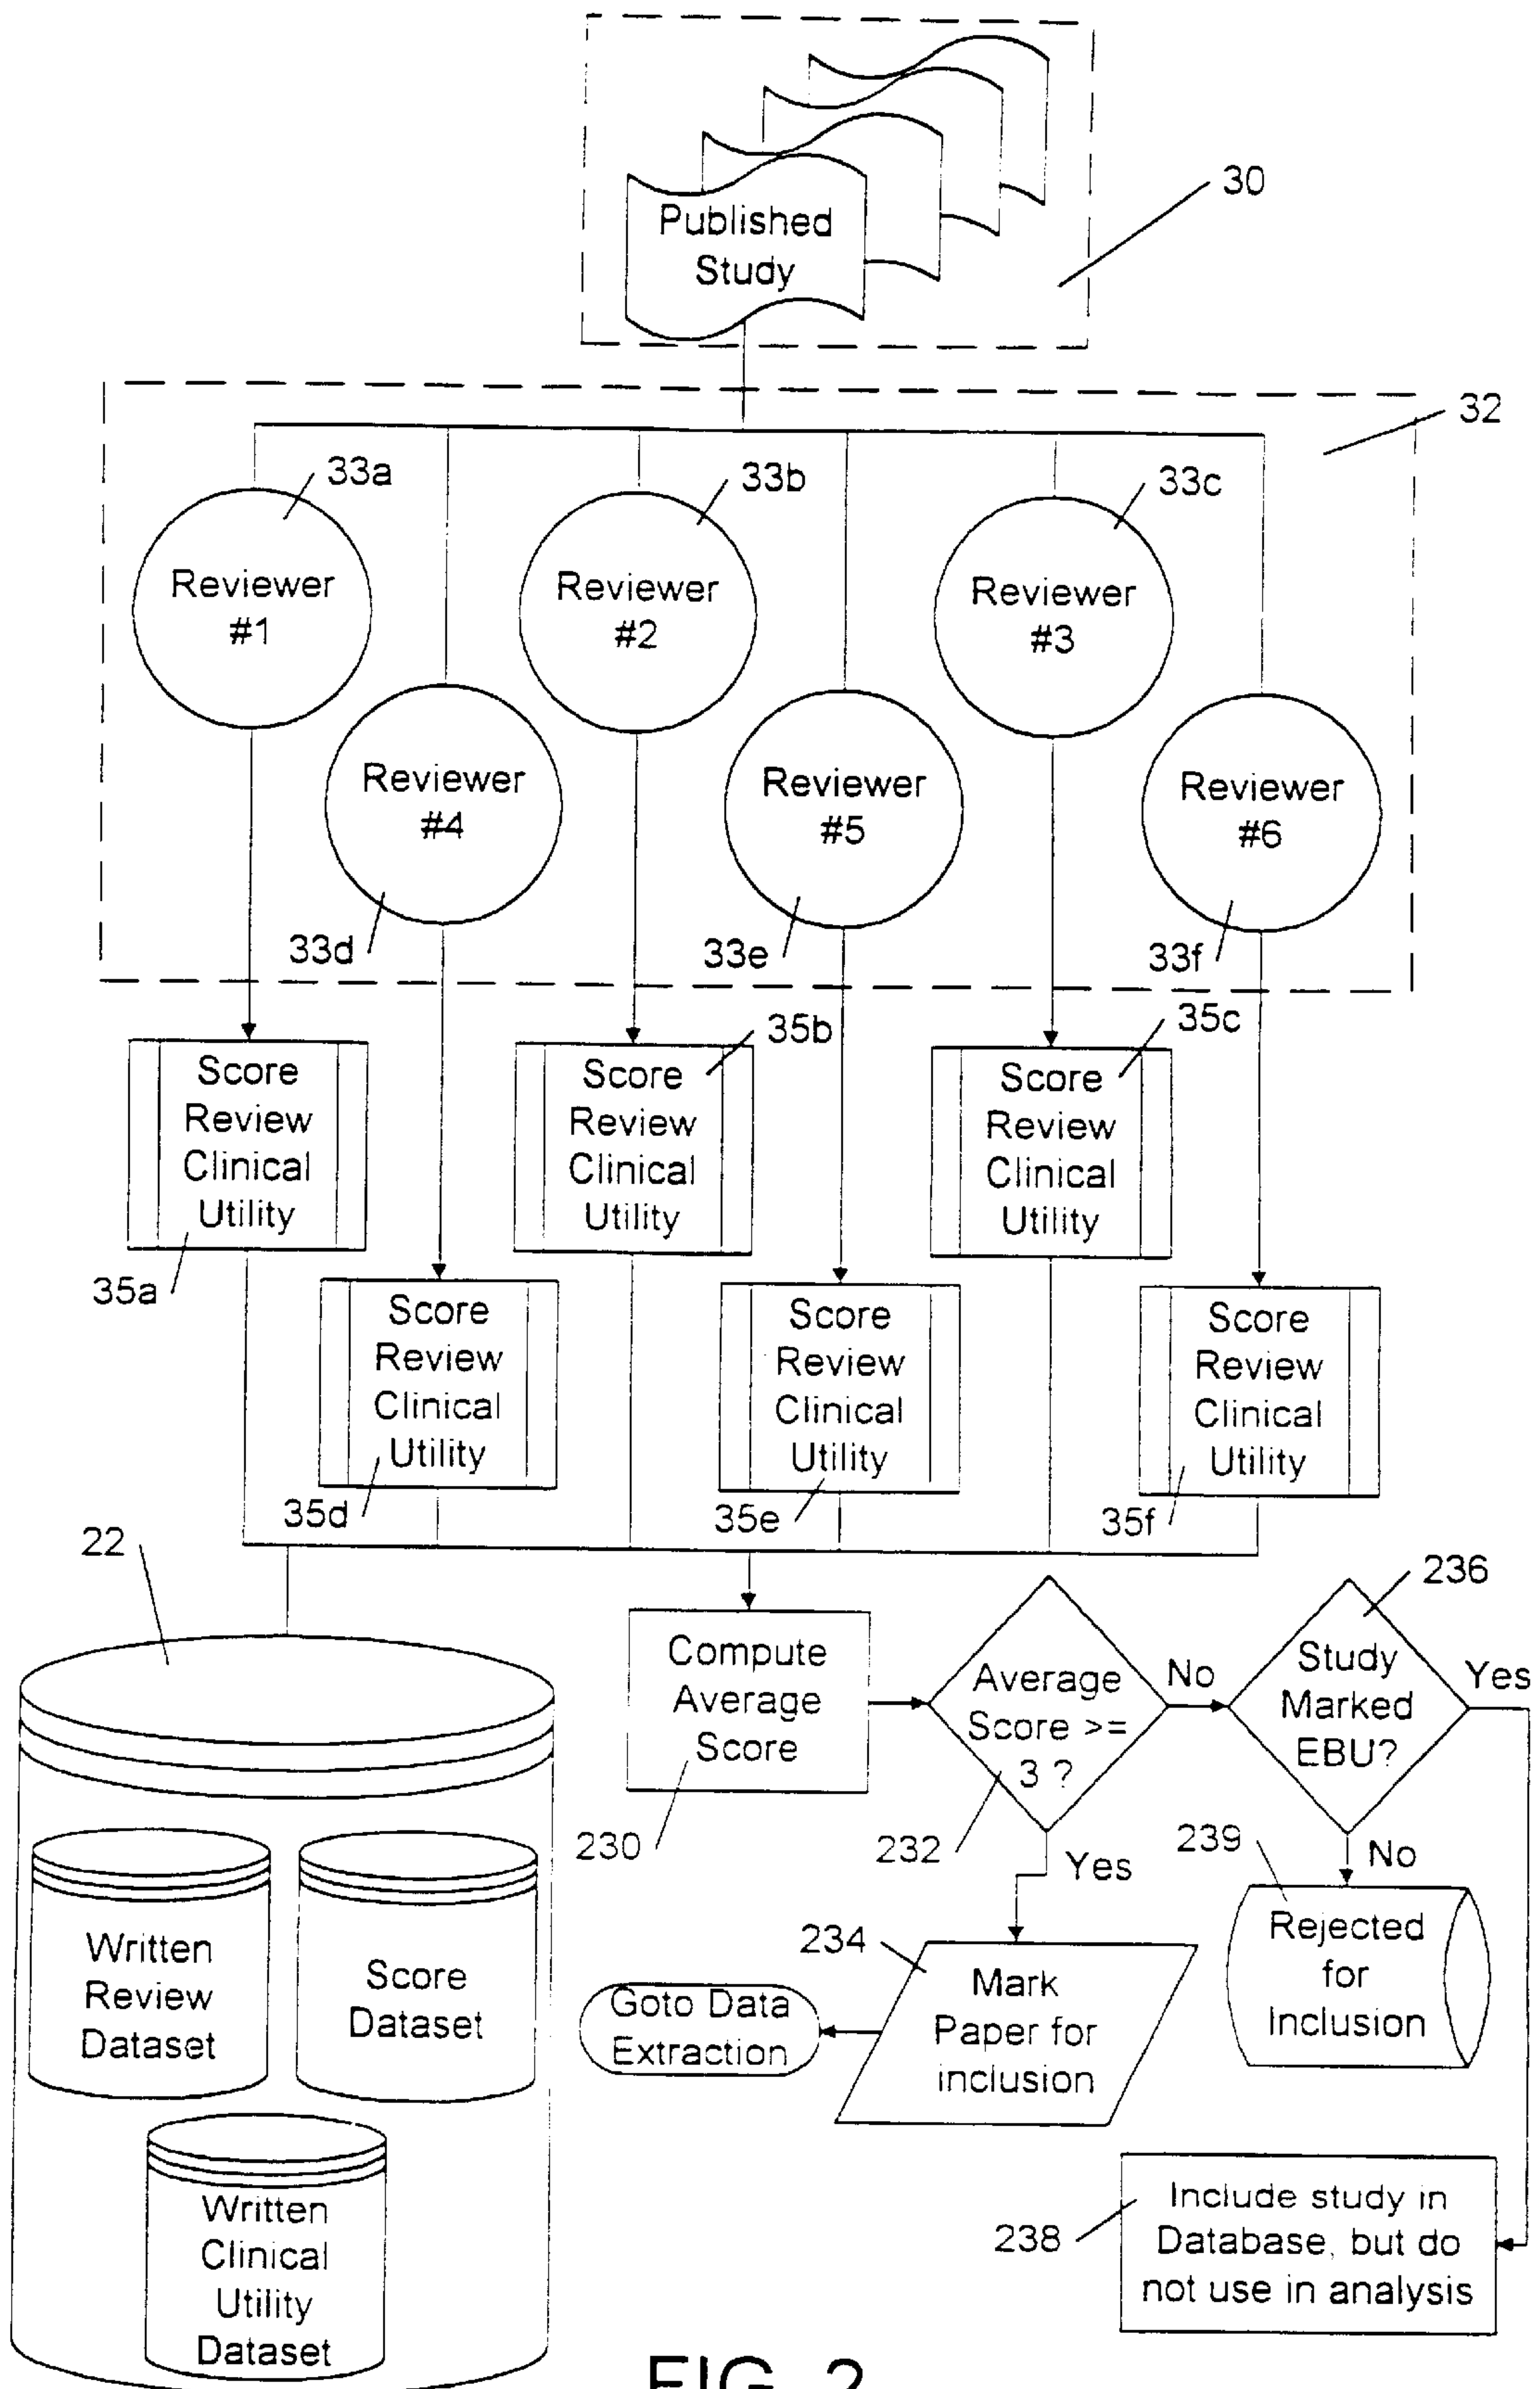 Published
Study
30
32
33a
33b
33c
Reviewer
#1
Reviewer
#2
Reviewer
#3
Reviewer
#4
Reviewer
#5
Reviewer
#6
33d
33e
33f
35b
35c
Score
Review
Clinical
Utility
Score
Review
Clinical
Utility
Score
Review
Clinical
Utility
35a
Score
Review
Clinical
Utility
Score
Review
Clinical
Utility
Score
Review
Clinical
Utility
35d
35e
35f
22
236
Compute
Average
Score
Average
Score >=
3 ?
No
Study
Marked
EBU?
Yes
230
232
Yes
239
No
Written
Review
Dataset
Score
Dataset
234
Goto Data
Extraction
Mark
Paper for
inclusion
Rejected
for
Inclusion
Written
Clinical
Utility
Dataset
238
Include study in
Database, but do
not use in analysis
FIG. 2